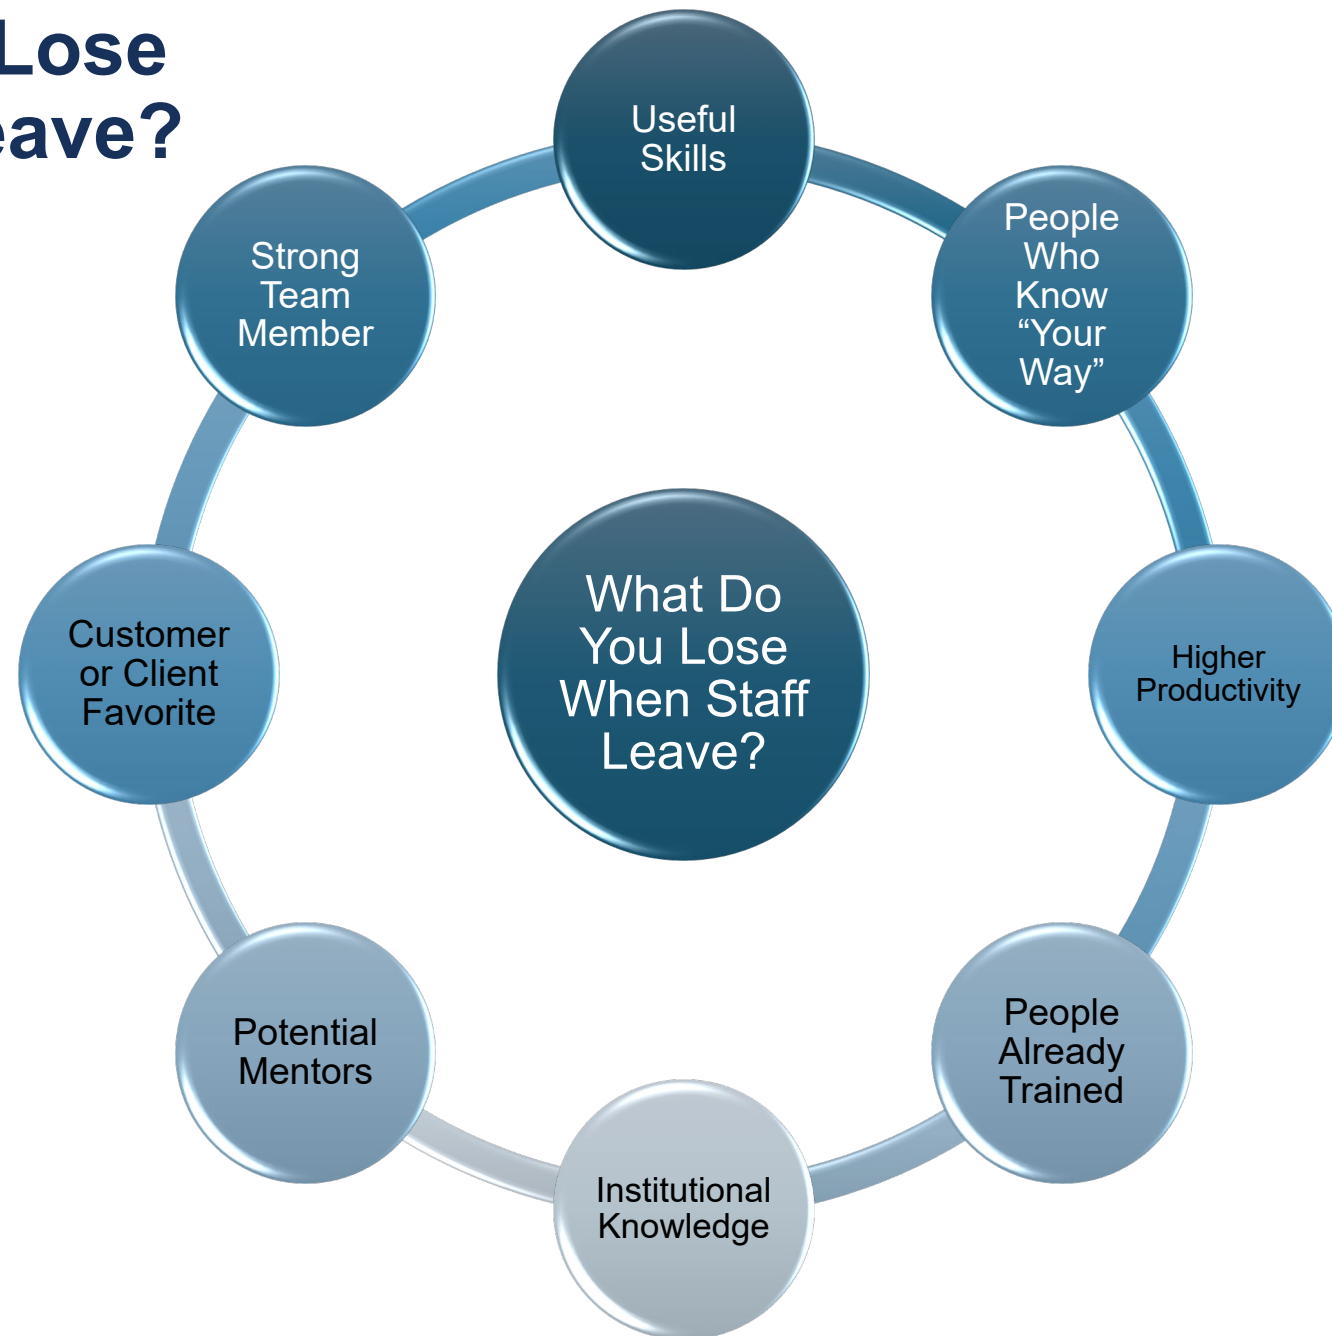 Lose
eave?
Useful
Skills
People
Who
Know
“Your
Way”
Higher
Productivity
People
Already
Trained
Institutional
Knowledge
Potential
Mentors
Customer
or Client
Favorite
Strong
Team
Member
What Do
You Lose
When Staff
Leave?